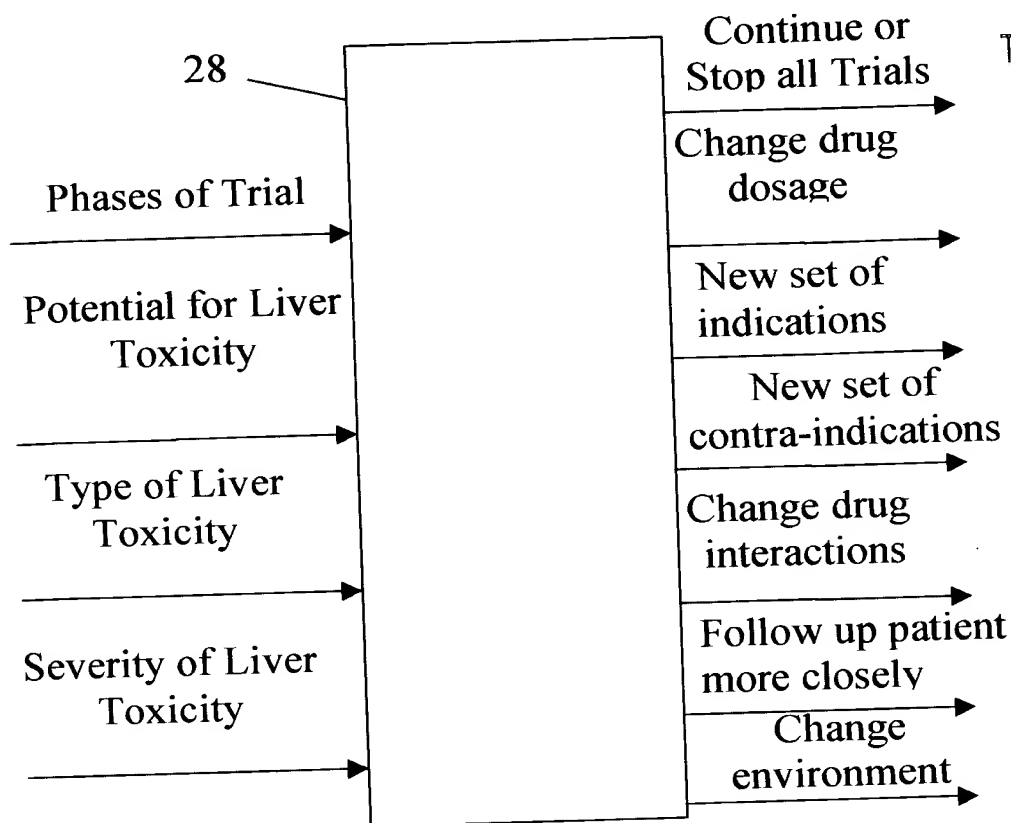 28
Phases of Trial
Potential for Liver
Toxicity
Type of Liver
Toxicity
Severity of Liver
Toxicity
Continue or
Stop all Trials
Change drug
dosage
New set of
indications
New set of
contra-indications
Change drug
interactions
Follow up patient
more closely
Change
environment